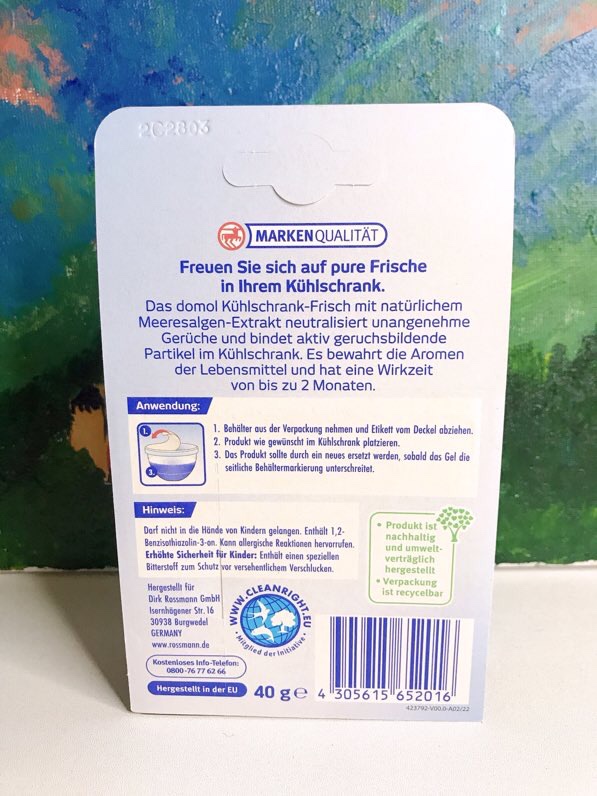 2C2803
MARKENQUALITÄT
Freuen Sie sich auf pure Frische
in Ihrem Kühlschrank.
Das domol Kühlschrank-Frisch mit natürlichem
Meeresalgen-Extrakt neutralisiert unangenehme
Gerüche und bindet aktiv geruchsbildende
Partikel im Kühlschrank. Es bewahrt die Aromen
der Lebensmittel und hat eine Wirkzeit
von bis zu 2 Monaten.
Anwendung:
1.
3.
1. Behälter aus der Verpackung nehmen und Etikett vom Deckel abziehen.
2. Produkt wie gewünscht im Kühlschrank platzieren.
3. Das Produkt sollte durch ein neues ersetzt werden, sobald das Gel die
seitliche Behältermarkierung unterschreitet.
Hinweis:
Darf nicht in die Hände von Kindern gelangen. Enthält 1,2-
Benzisothiazolin-3-on. Kann allergische Reaktionen hervorrufen.
Erhöhte Sicherheit für Kinder: Enthält einen speziellen
Bitterstoff zum Schutz vor versehentlichem Verschlucken.
• Produkt ist
nachhaltig
und umwelt-
verträglich
hergestellt
• Verpackung
ist recycelbar
Hergestellt für
Dirk Rossmann GmbH
Isernhägener Str. 16
30938 Burgwedel
GERMANY
www.rossmann.de
WWW.CLEANRIGHT.EU
• Mitglied der Initiative •
Kostenloses Info-Telefon:
0800-76 77 62 66
Hergestellt in der EU
40 g e
4 305615 652016
423792-V00.0-A02/22